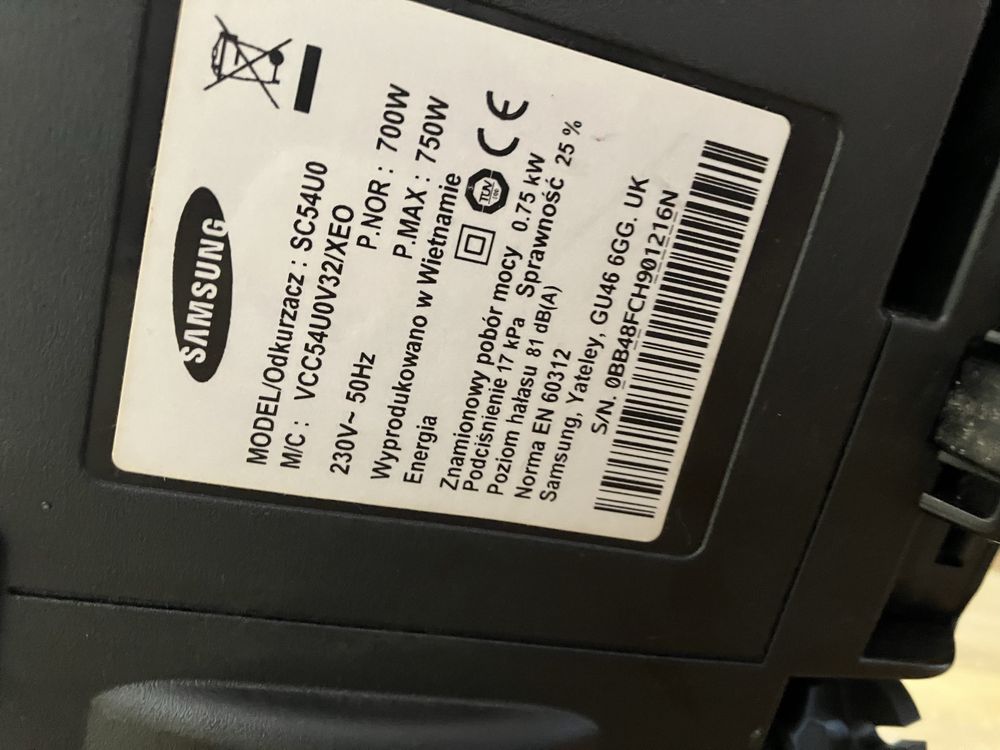 SAMSUNG
MODEL/Odkurzacz : SC54U0
M/C : VCC54U0V32/XEO
230V~ 50Hz P.NOR : 700W
P.MAX : 750W
Wyprodukowano w Wietnamie
Energia
TÜV
CE
Znamionowy pobór mocy 0.75 kW
Podciśnienie 17 kPa Sprawność 25 %
Poziom hałasu 81 dB(A)
Norma EN 60312
Samsung, Yateley, GU46 6GG. UK
S/N. 0BB48FCH901216N